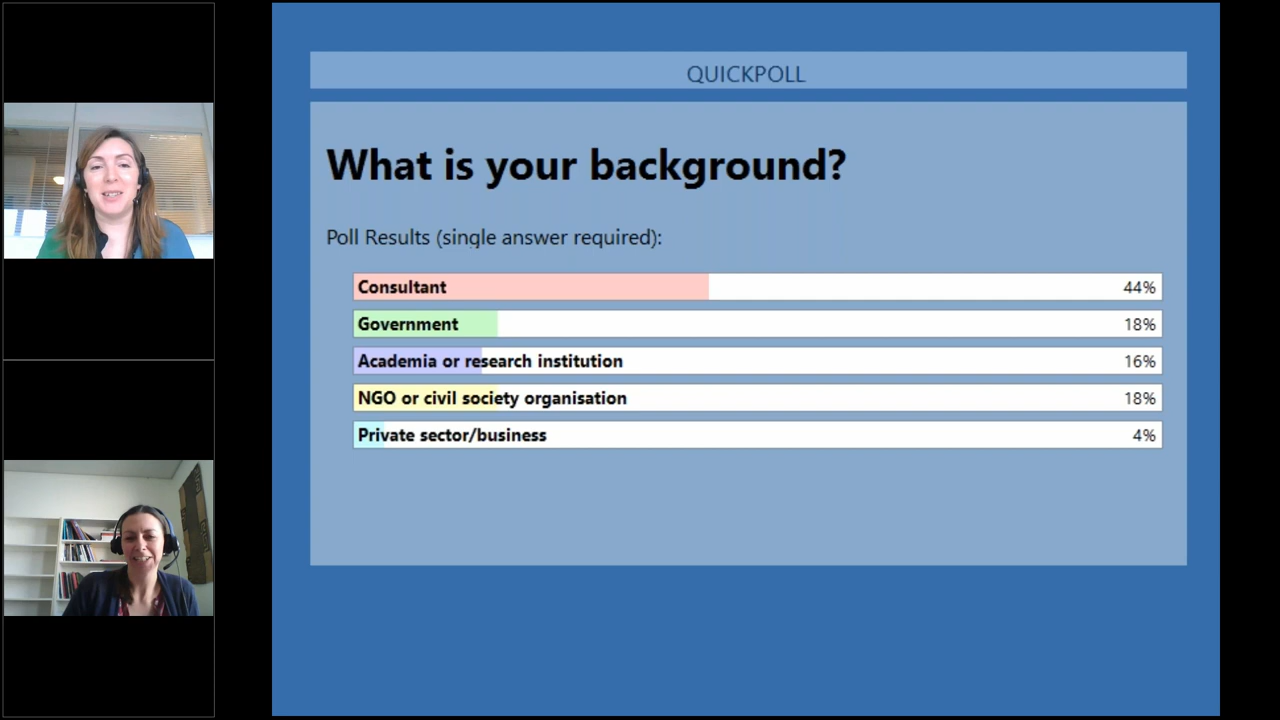 QUICKPOLL
What is your background?
Poll Results (single answer required):
Consultant 44%
Government 18%
Academia or research institution 16%
NGO or civil society organisation 18%
Private sector/business 4%